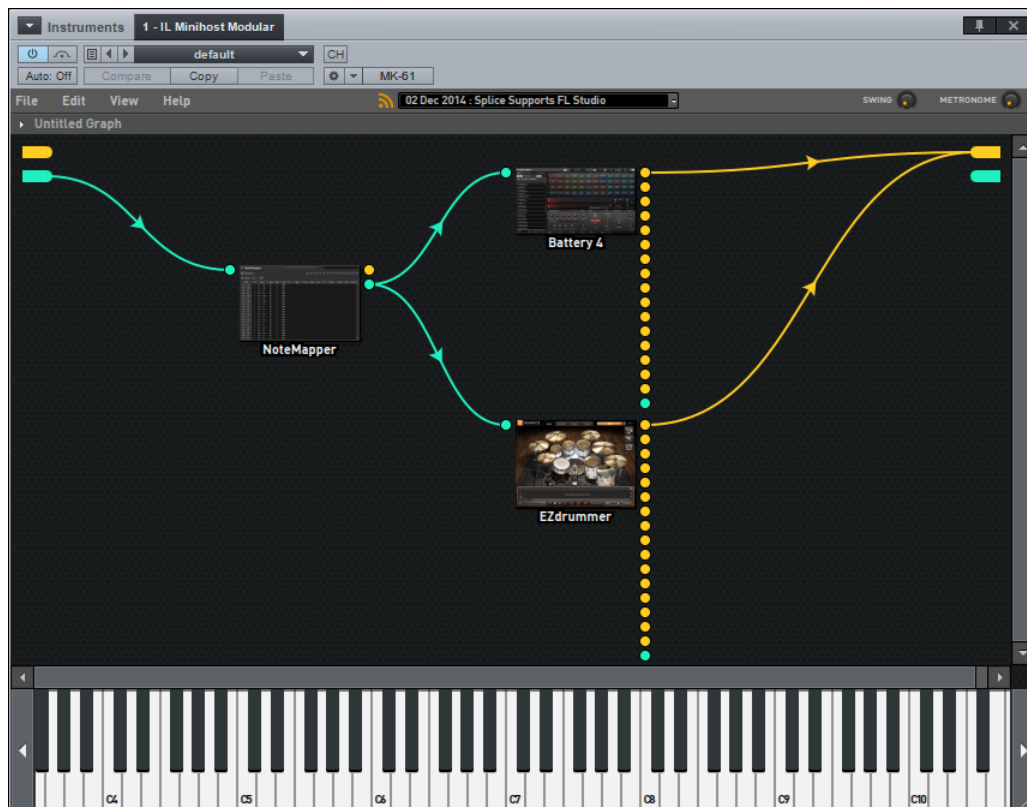 Instruments 1 - IL Minihost Modular
default CH
Auto: Off Compare Copy Paste MK-61
File Edit View Help 02 Dec 2014 : Splice Supports FL Studio SWING METRONOME
Untitled Graph
Battery 4
NoteMapper
EZdrummer
C4 C5 C6 C7 C8 C9 C10